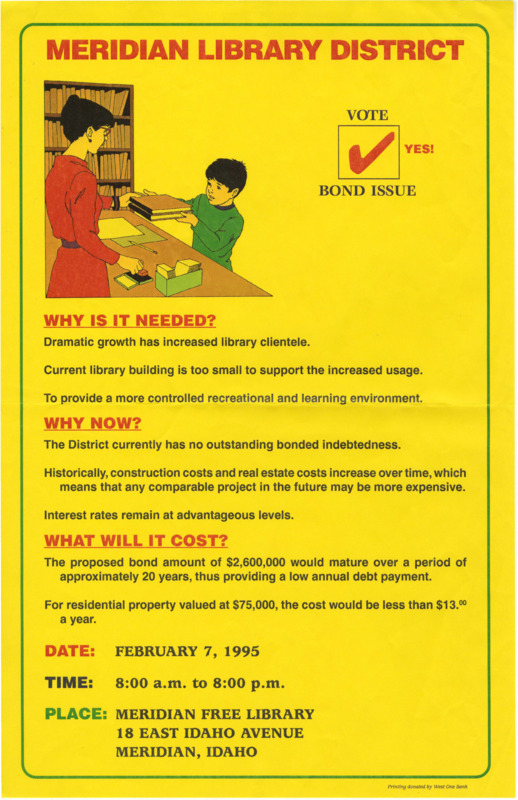 MERIDIAN LIBRARY DISTRICT
VOTE
YES!
BOND ISSUE
WHY IS IT NEEDED?
Dramatic growth has increased library clientele.
Current library building is too small to support the increased usage.
To provide a more controlled recreational and learning environment.
WHY NOW?
The District currently has no outstanding bonded indebtedness.
Historically, construction costs and real estate costs increase over time, which
means that any comparable project in the future may be more expensive.
Interest rates remain at advantageous levels.
WHAT WILL IT COST?
The proposed bond amount of $2,600,000 would mature over a period of
approximately 20 years, thus providing a low annual debt payment.
For residential property valued at $75,000, the cost would be less than $13.00
a year.
DATE: FEBRUARY 7, 1995
TIME: 8:00 a.m. to 8:00 p.m.
PLACE: MERIDIAN FREE LIBRARY
18 EAST IDAHO AVENUE
MERIDIAN, IDAHO
Printing donated by West One Bank